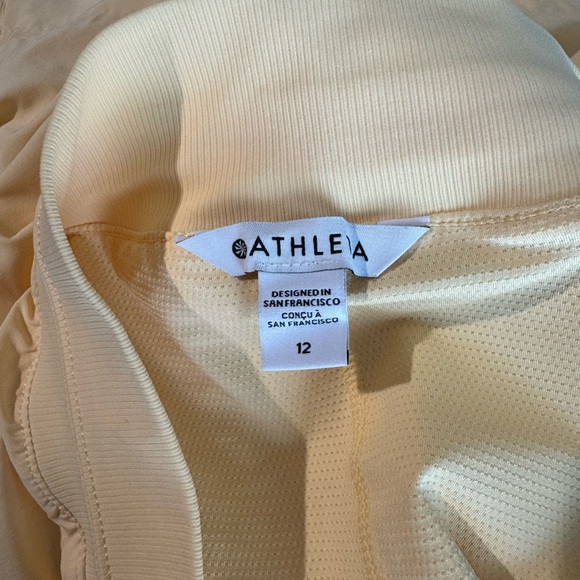 ATHLETA
DESIGNED IN
SAN FRANCISCO
CONÇU À
SAN FRANCISCO
12